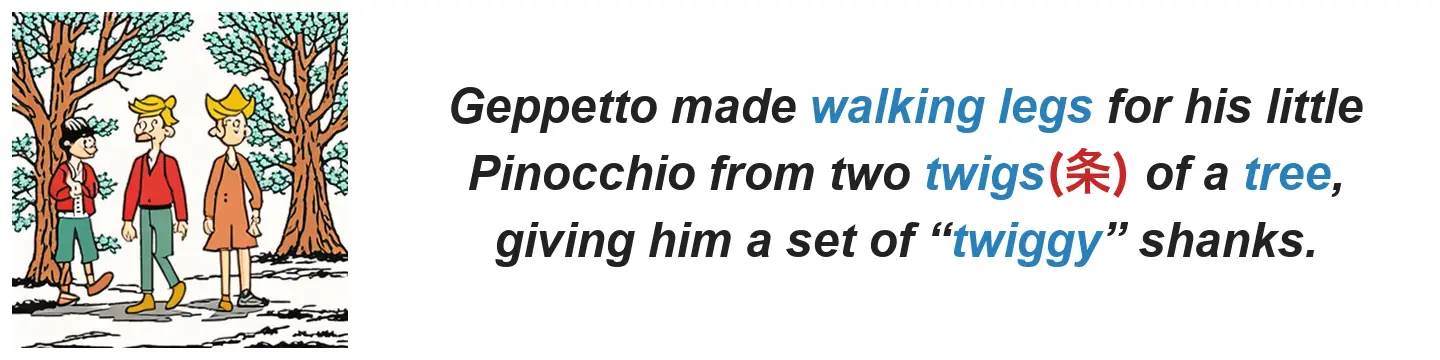 Geppetto made walking legs for his little
Pinocchio from two twigs(条) of a tree,
giving him a set of “twiggy” shanks.